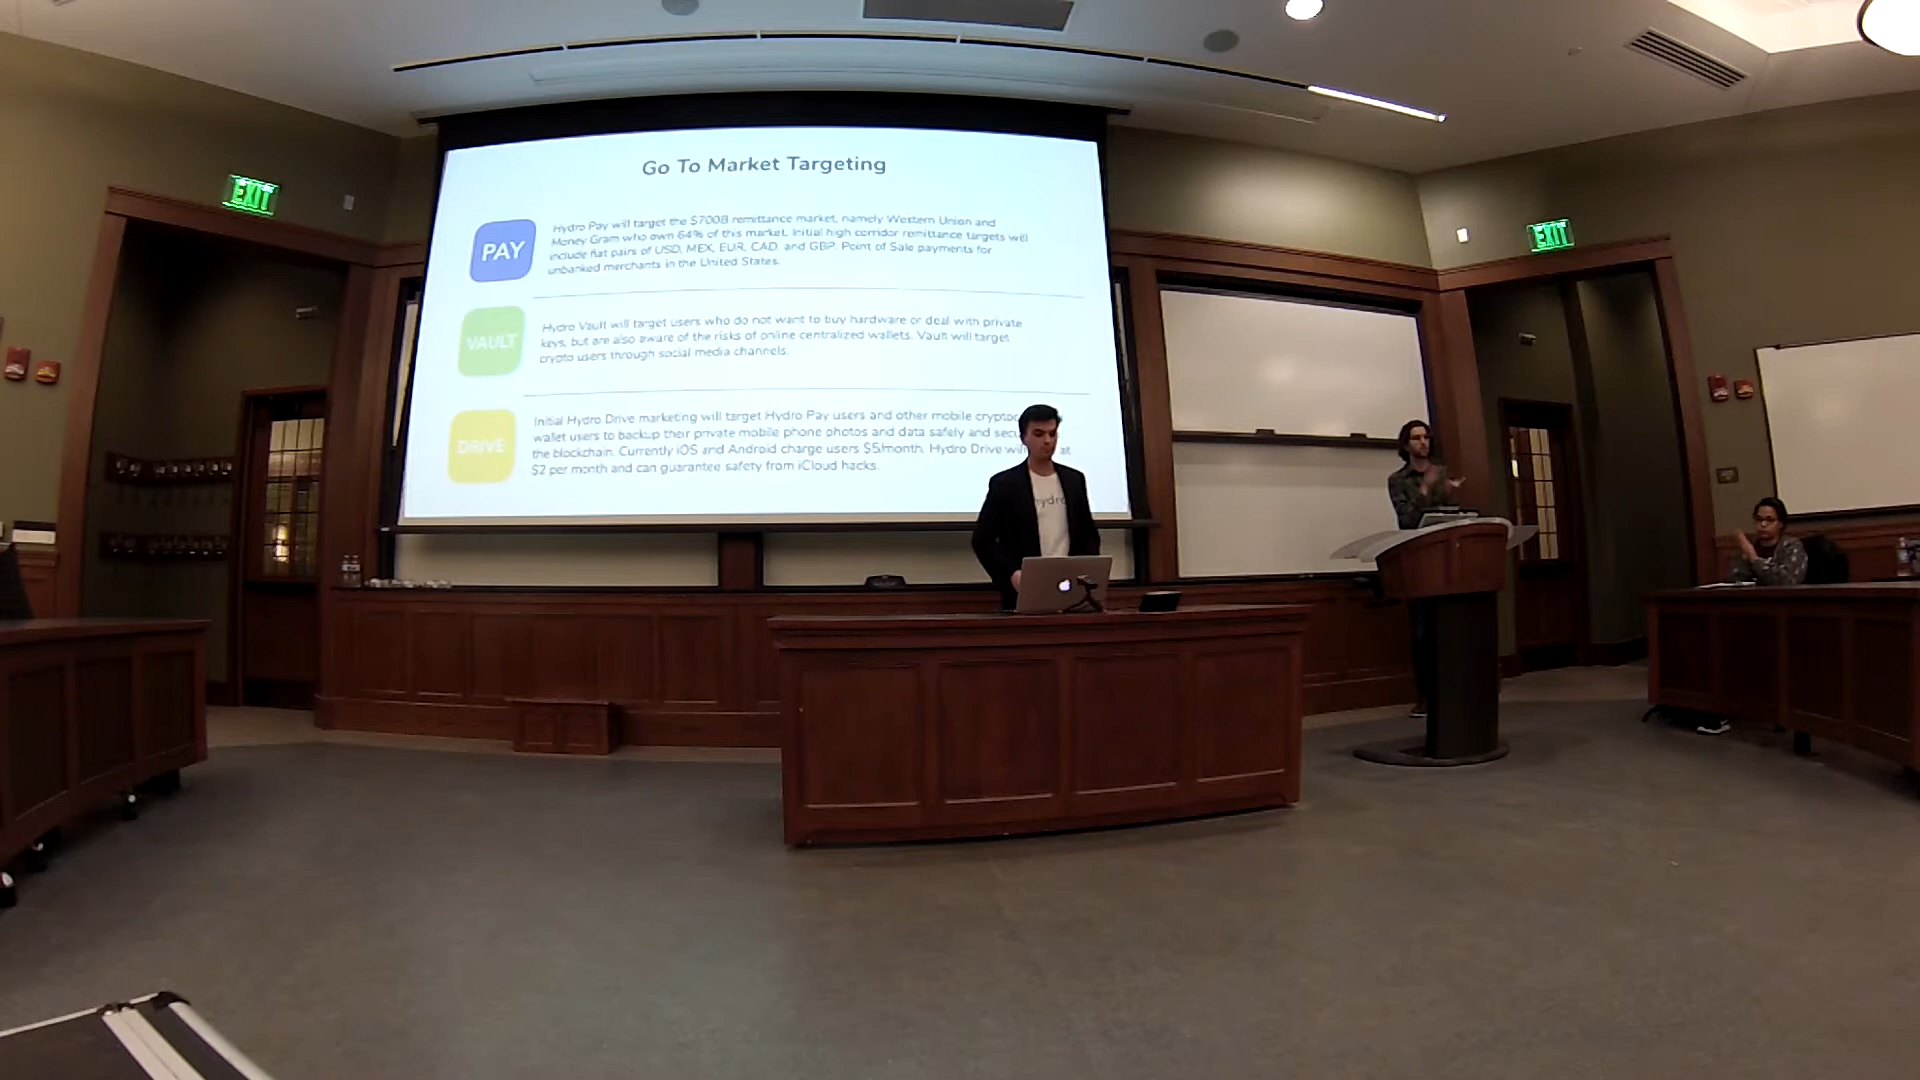 Go To Market Targeting
EXIT
EXIT
PAY
Hydro Pay will target the $700B remittance market, namely Western Union and
Money Gram who own 64% of this market. Initial high corridor remittance targets will
include fiat pairs of USD, MEX, EUR, CAD, and GBP. Point of Sale payments for
unbanked merchants in the United States.
VAULT
Hydro Vault will target users who do not want to buy hardware or deal with private
keys, but are also aware of the risks of online centralized wallets. Vault will target
crypto users through social media channels.
DRIVE
Initial Hydro Drive marketing will target Hydro Pay users and other mobile
wallet users to backup their private mobile phone photos and data safely and
the blockchain. Currently iOS and Android charge users $5/month. Hydro Drive will at
$2 per month and can guarantee safety from iCloud hacks.
hydro